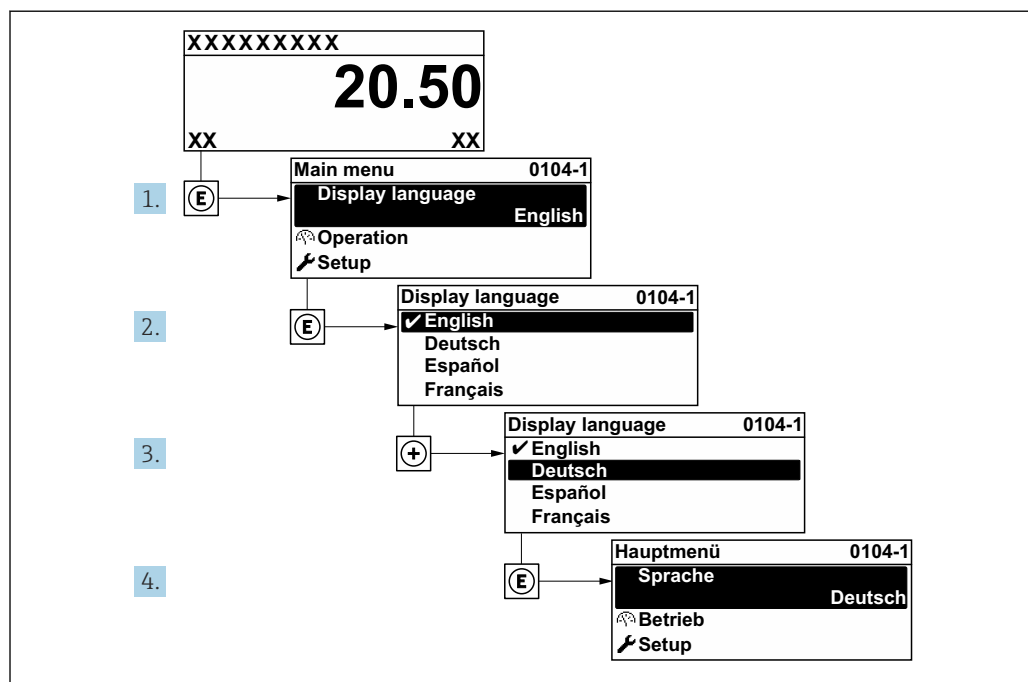 XXXXXXXXX
20.50
XX XX
1. E
Main menu 0104-1
Display language
English
Operation
Setup
2. E
Display language 0104-1
✔English
Deutsch
Español
Français
3. +
Display language 0104-1
✔English
Deutsch
Español
Français
4. E
Hauptmenü 0104-1
Sprache
Deutsch
Betrieb
Setup